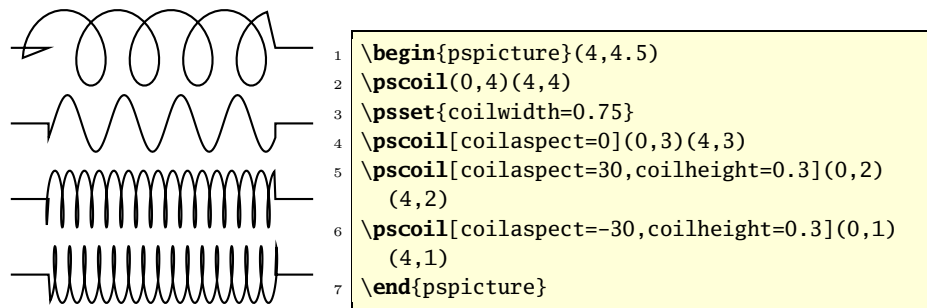 1 \begin{pspicture}(4,4.5)
2 \pscoil(0,4)(4,4)
3 \psset{coilwidth=0.75}
4 \pscoil[coilaspect=0](0,3)(4,3)
5 \pscoil[coilaspect=30,coilheight=0.3](0,2)
(4,2)
6 \pscoil[coilaspect=-30,coilheight=0.3](0,1)
(4,1)
7 \end{pspicture}